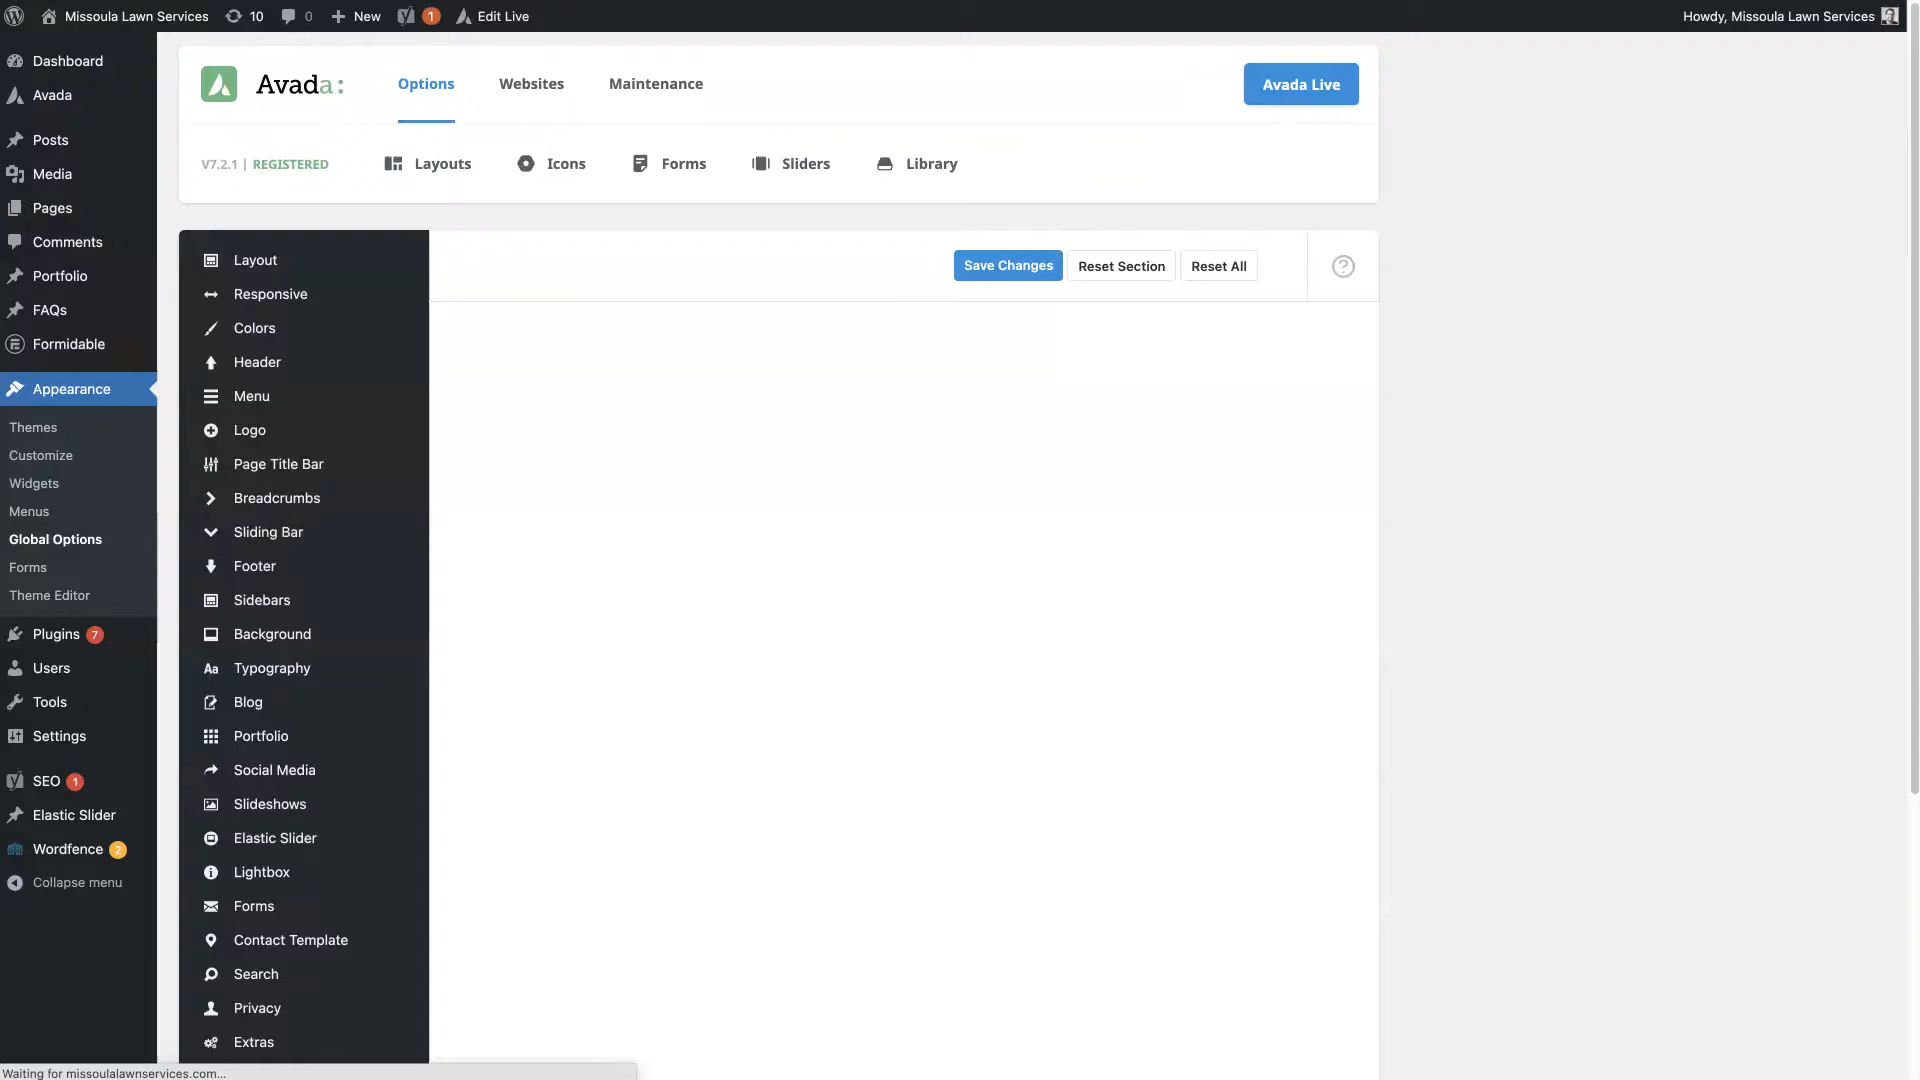 Missoula Lawn Services 10 0 New 1 Edit Live Howdy, Missoula Lawn Services
Dashboard
Avada
Posts
Media
Pages
Comments
Portfolio
FAQs
Formidable
Appearance
Themes
Customize
Widgets
Menus
Global Options
Forms
Theme Editor
Plugins 7
Users
Tools
Settings
SEO 1
Elastic Slider
Wordfence 2
Collapse menu
Avada: Options Websites Maintenance Avada Live
V7.2.1 | REGISTERED Layouts Icons Forms Sliders Library
Save Changes Reset Section Reset All
Layout
Responsive
Colors
Header
Menu
Logo
Page Title Bar
Breadcrumbs
Sliding Bar
Footer
Sidebars
Background
Aa Typography
Blog
Portfolio
Social Media
Slideshows
Elastic Slider
Lightbox
Forms
Contact Template
Search
Privacy
Extras
Waiting for missoulalawnservices.com...